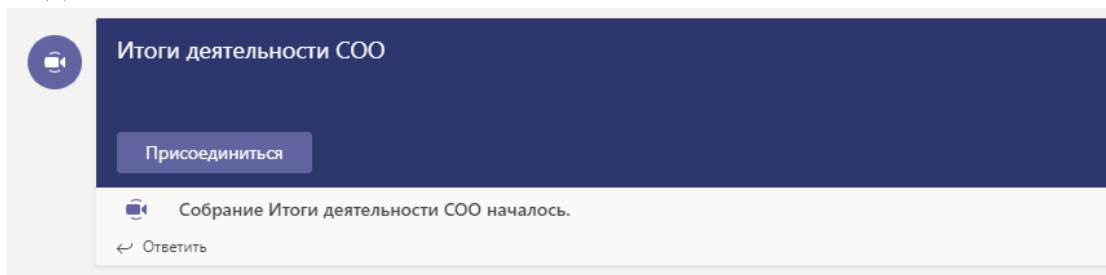 Итоги деятельности СОО
Присоединиться
Собрание Итоги деятельности СОО началось.
Ответить